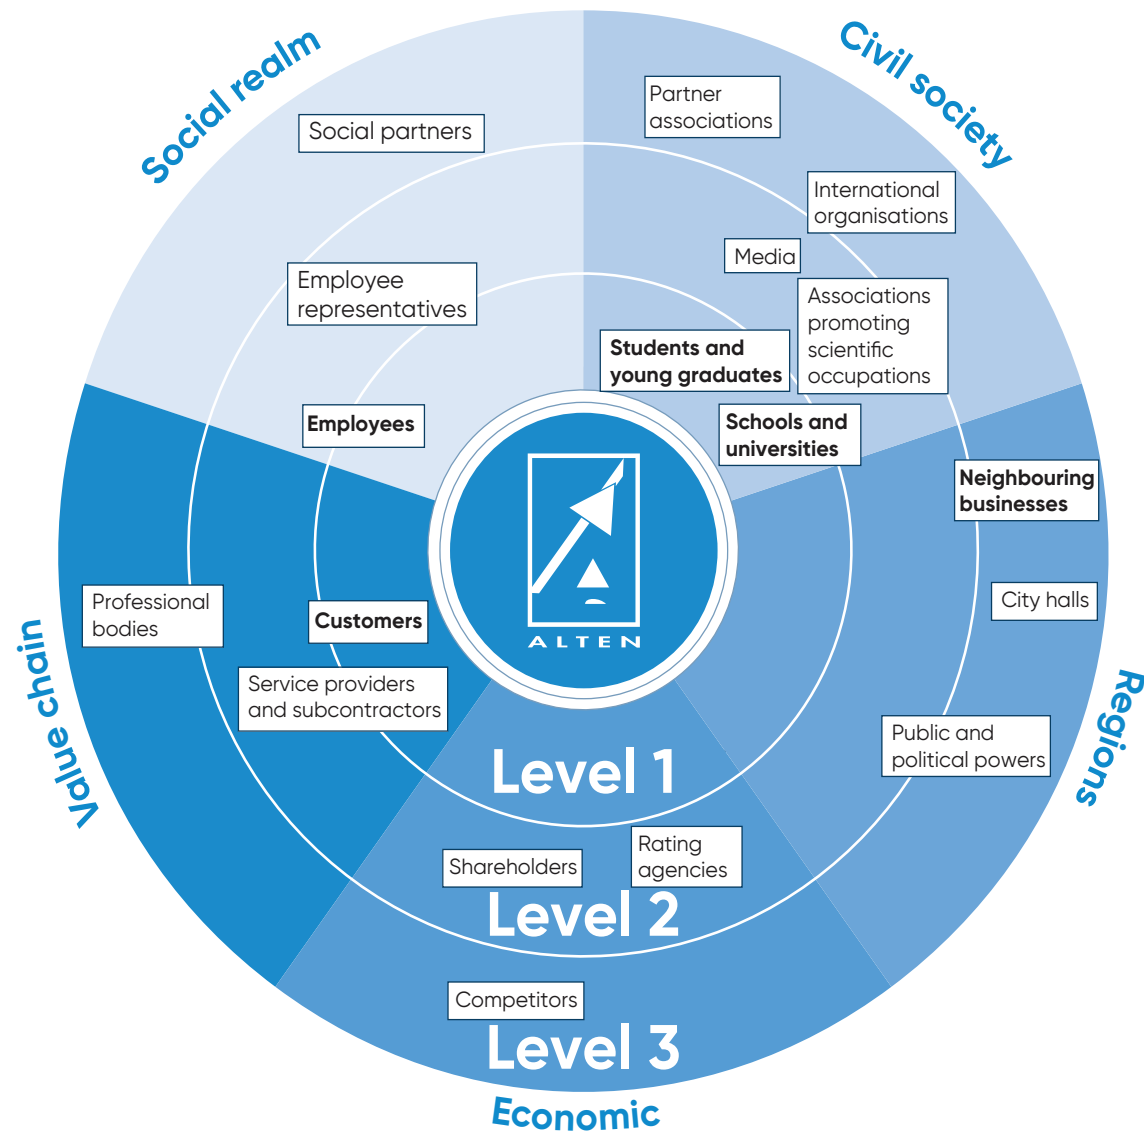 Social realm
Civil society
Partner
associations
Social partners
International
organisations
Media
Employee
representatives
Associations
promoting
scientific
occupations
Students and
young graduates
Employees
Schools and
universities
Neighbouring
businesses
ALTEN
Professional
bodies
City halls
Customers
Value chain
Service providers
and subcontractors
Regions
Public and
political powers
Level 1
Shareholders
Rating
agencies
Level 2
Competitors
Level 3
Economic